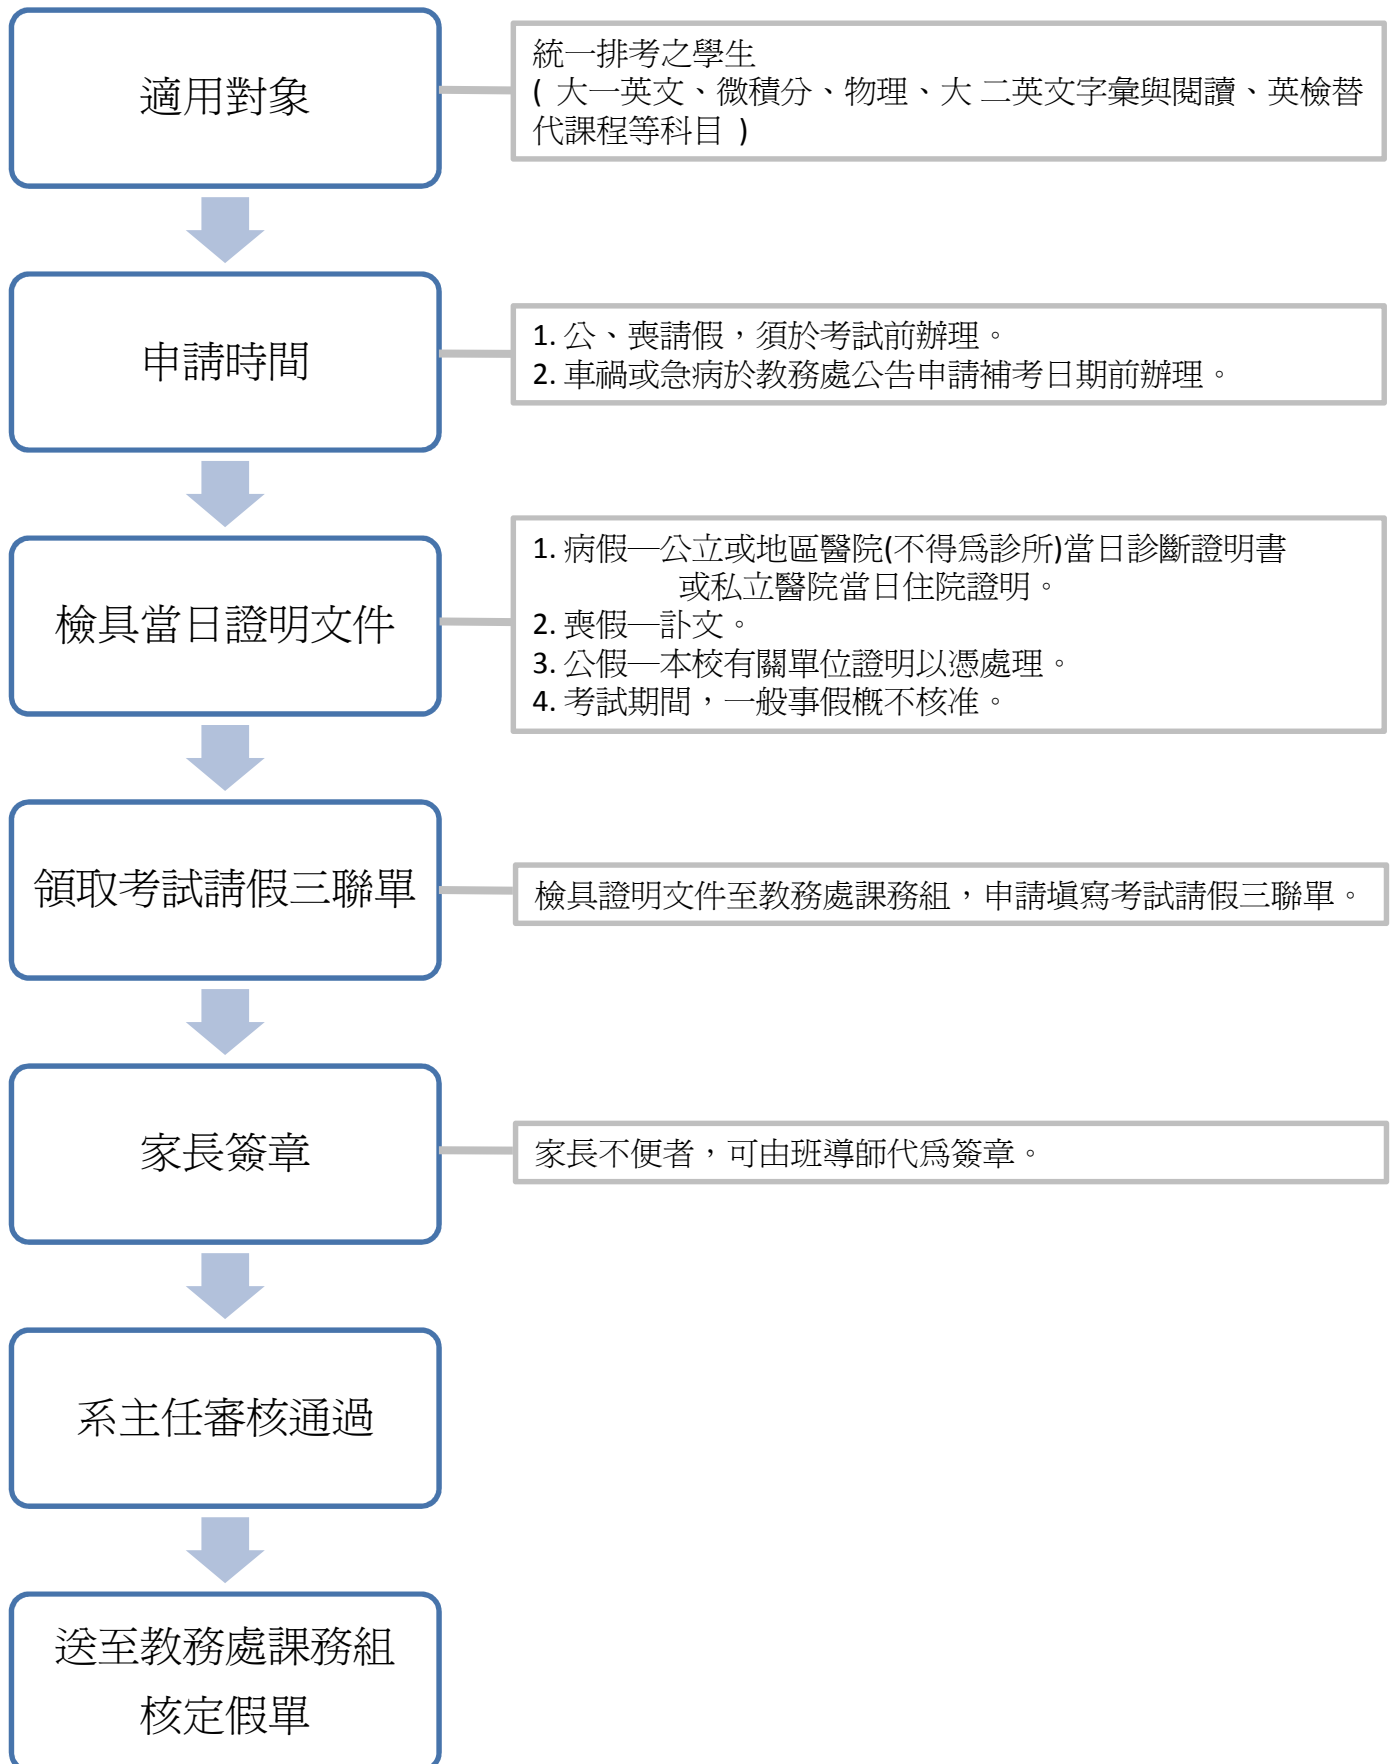 適用對象
統一排考之學生
( 大一英文、微積分、物理、大 二英文字彙與閱讀、英檢替
代課程等科目 )
申請時間
1. 公、喪請假，須於考試前辦理。
2. 車禍或急病於教務處公告申請補考日期前辦理。
檢具當日證明文件
1. 病假—公立或地區醫院(不得為診所)當日診斷證明書
或私立醫院當日住院證明。
2. 喪假—訃文。
3. 公假—本校有關單位證明以憑處理。
4. 考試期間，一般事假概不核准。
領取考試請假三聯單
檢具證明文件至教務處課務組，申請填寫考試請假三聯單。
家長簽章
家長不便者，可由班導師代為簽章。
系主任審核通過
送至教務處課務組
核定假單